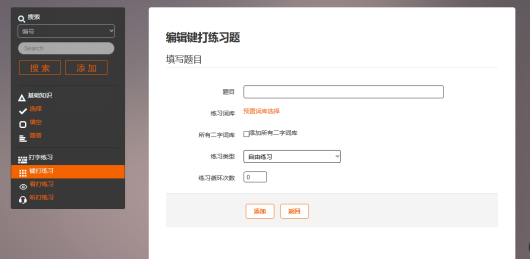 搜索
编号
Search
搜 索
添 加
基础知识
选择
填空
简答
打字练习
键打练习
看打练习
听打练习
编辑键打练习题
填写题目
题目
练习词库
预置词库选择
所有二字词库
添加所有二字词库
练习类型
自由练习
练习循环次数
0
添加
返回